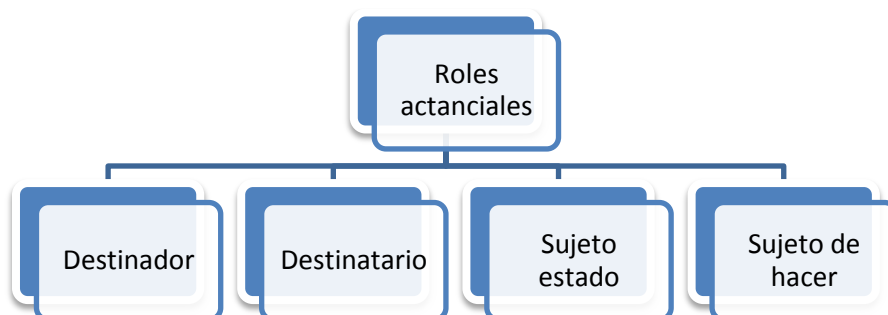 Roles
actanciales
Destinador
Destinatario
Sujeto
estado
Sujeto de
hacer